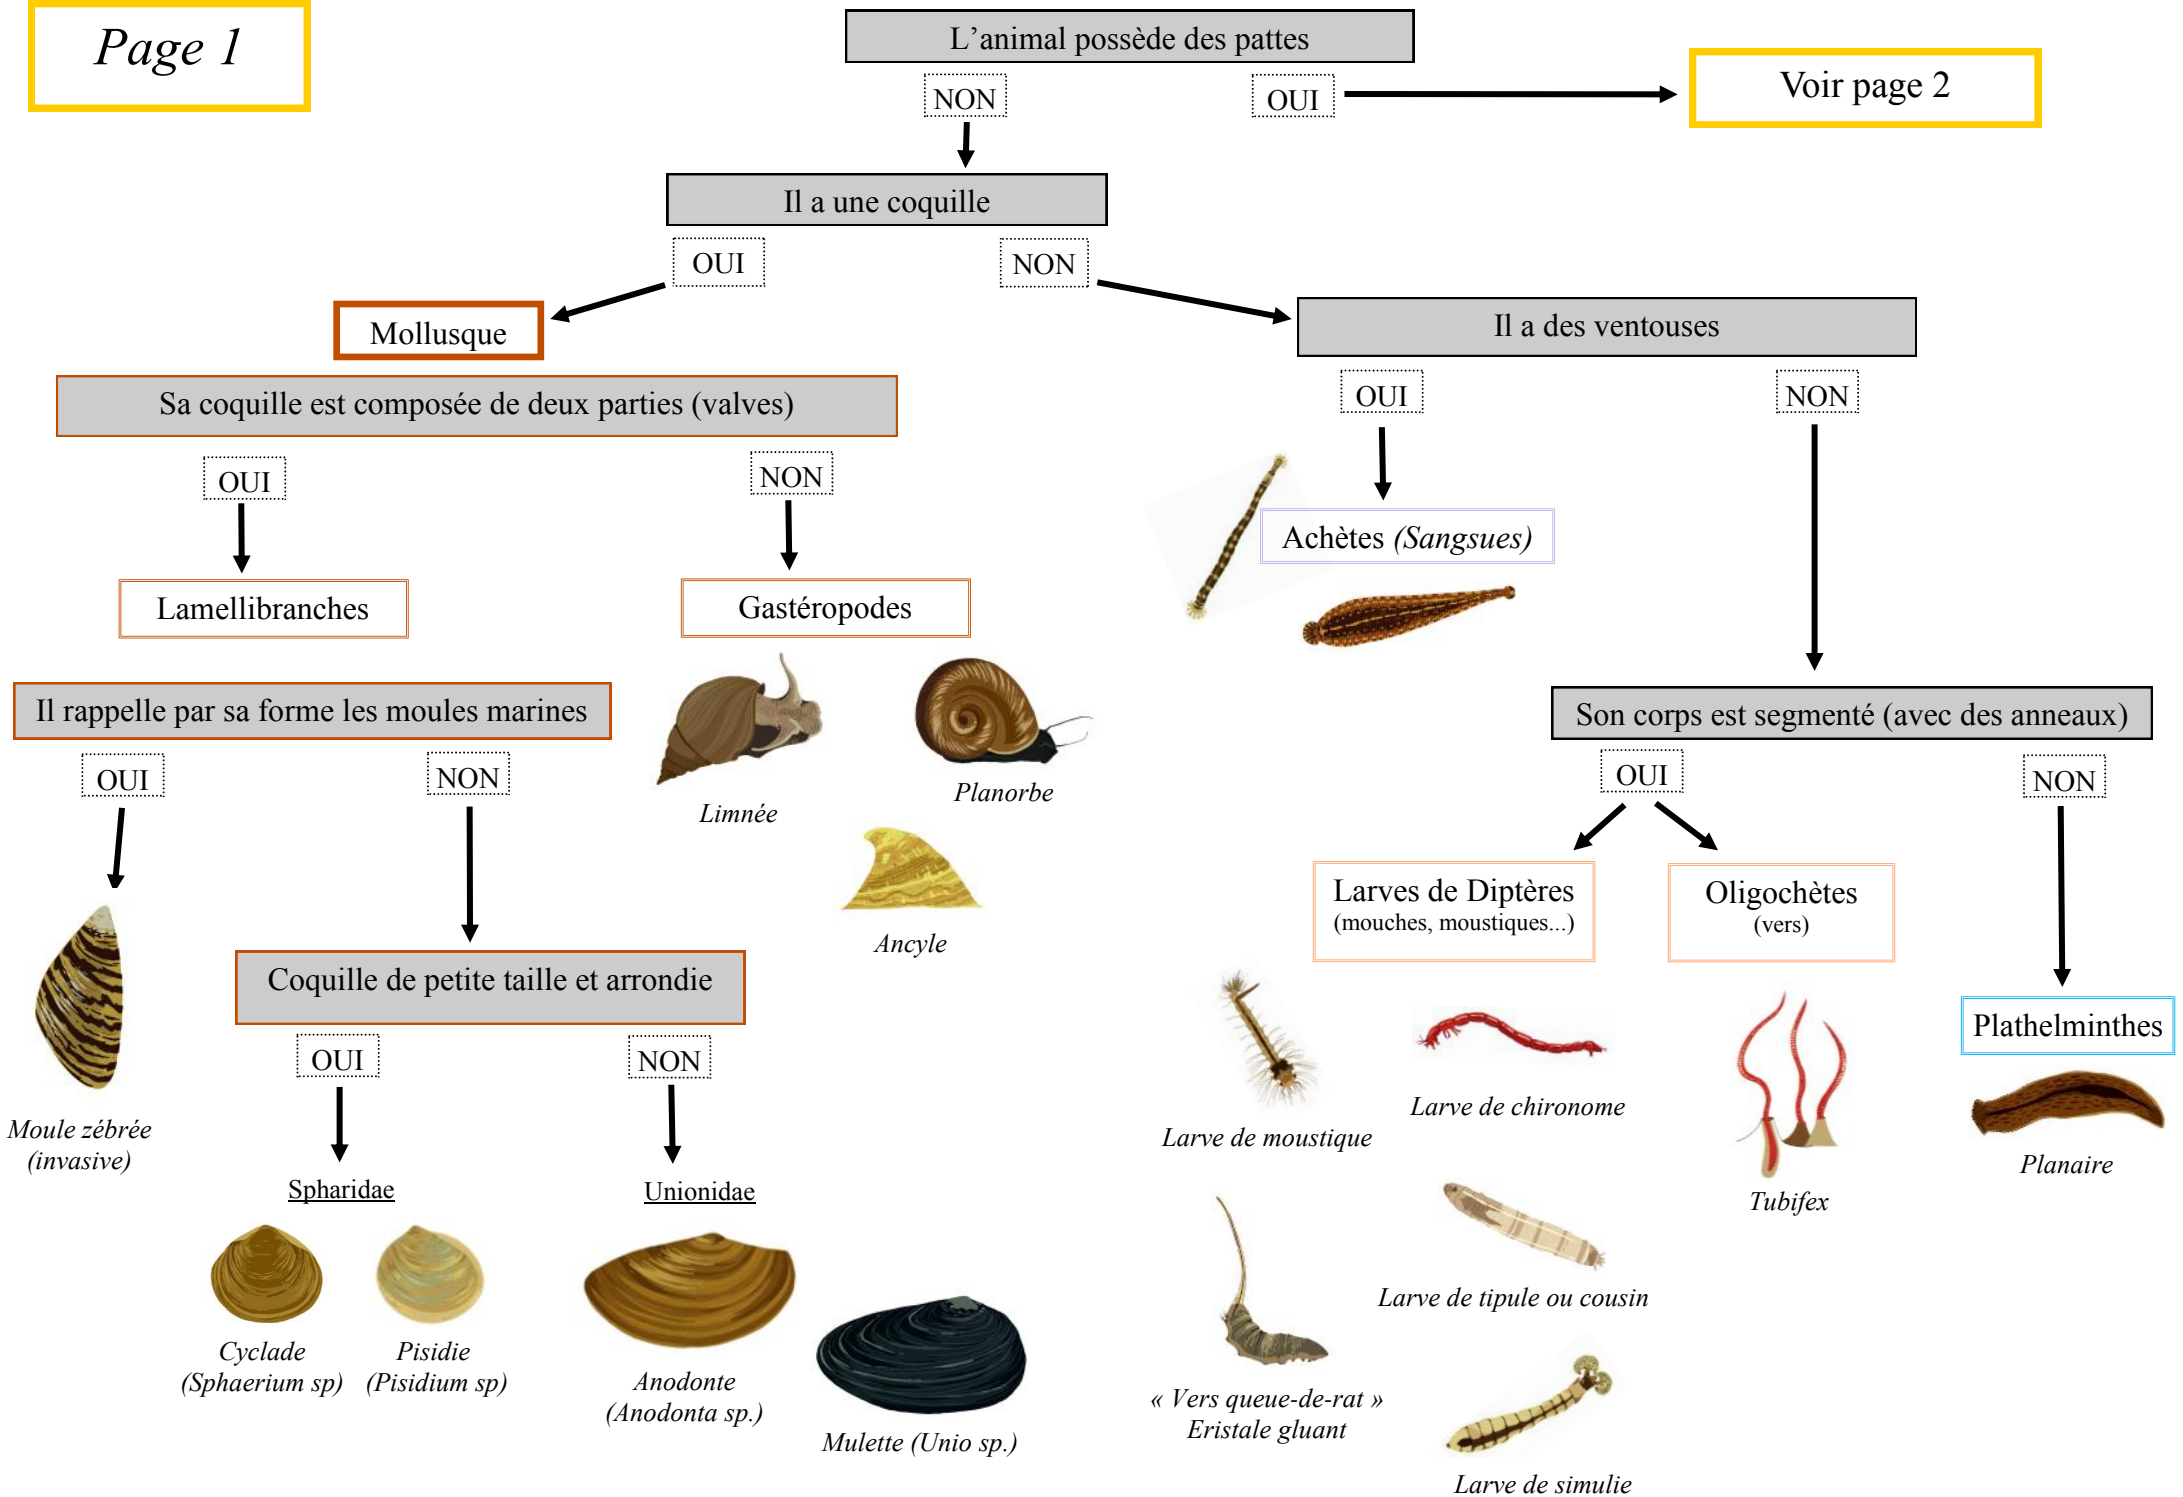 Page 1
L'animal possède des pattes
NON
OUI
Voir page 2
Il a une coquille
OUI
NON
Mollusque
Il a des ventouses
Sa coquille est composée de deux parties (valves)
OUI
NON
OUI
NON
Achètes (Sangsues)
Lamellibranches
Gastéropodes
Il rappelle par sa forme les moules marines
Son corps est segmenté (avec des anneaux)
OUI
NON
OUI
NON
Limnée
Planorbe
Ancyle
Larves de Diptères
(mouches, moustiques...)
Oligochètes
(vers)
Coquille de petite taille et arrondie
Plathelminthes
OUI
NON
Moule zébrée
(invasive)
Larve de moustique
Larve de chironome
Tubifex
Planaire
Spharidae
Unionidae
Cyclade
(Sphaerium sp)
Pisidie
(Pisidium sp)
Anodonte
(Anodonta sp.)
Mulette (Unio sp.)
Larve de tipule ou cousin
« Vers queue-de-rat »
Eristale gluant
Larve de simulie